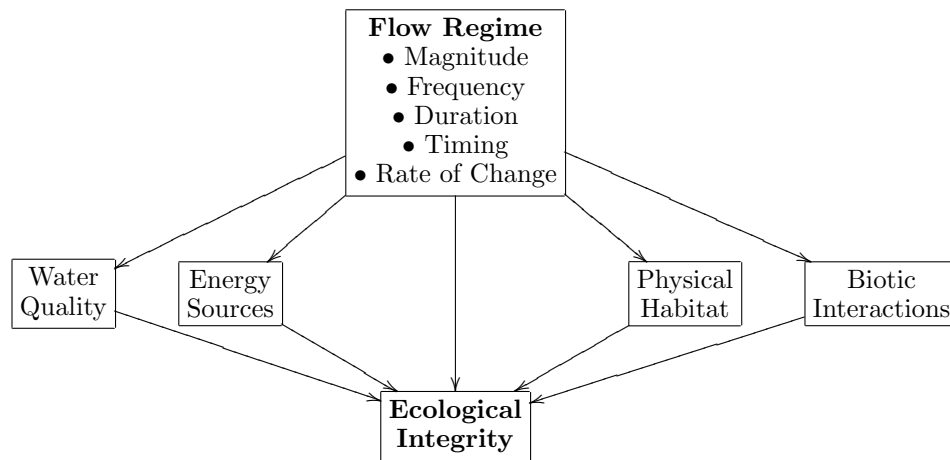 Flow Regime
• Magnitude
• Frequency
• Duration
• Timing
• Rate of Change
Water
Quality
Energy
Sources
Physical
Habitat
Biotic
Interactions
Ecological
Integrity